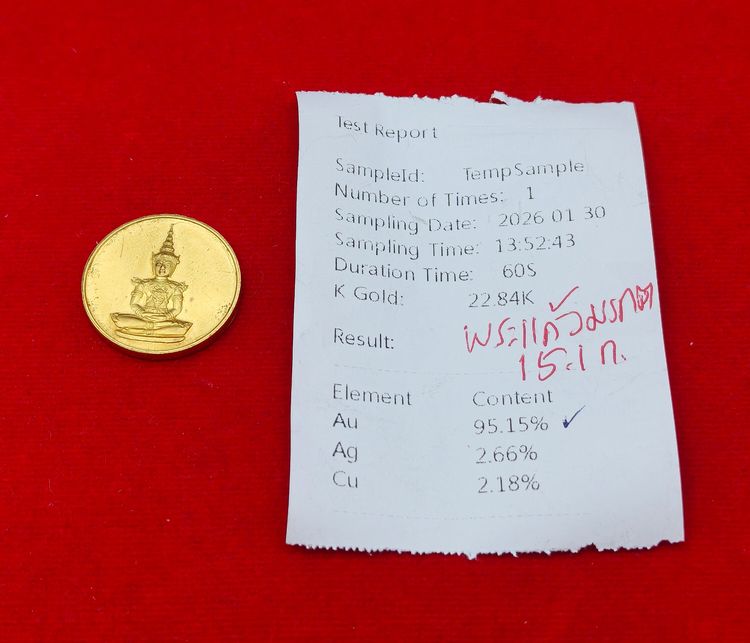 Test Report
SampleId: TempSample
Number of Times: 1
Sampling Date: 2026 01 30
Sampling Time: 13:52:43
Duration Time: 60S
K Gold: 22.84K
Result: พระแก้วมรกต
15.1 ก.
Element Content
Au 95.15% ✓
Ag 2.66%
Cu 2.18%